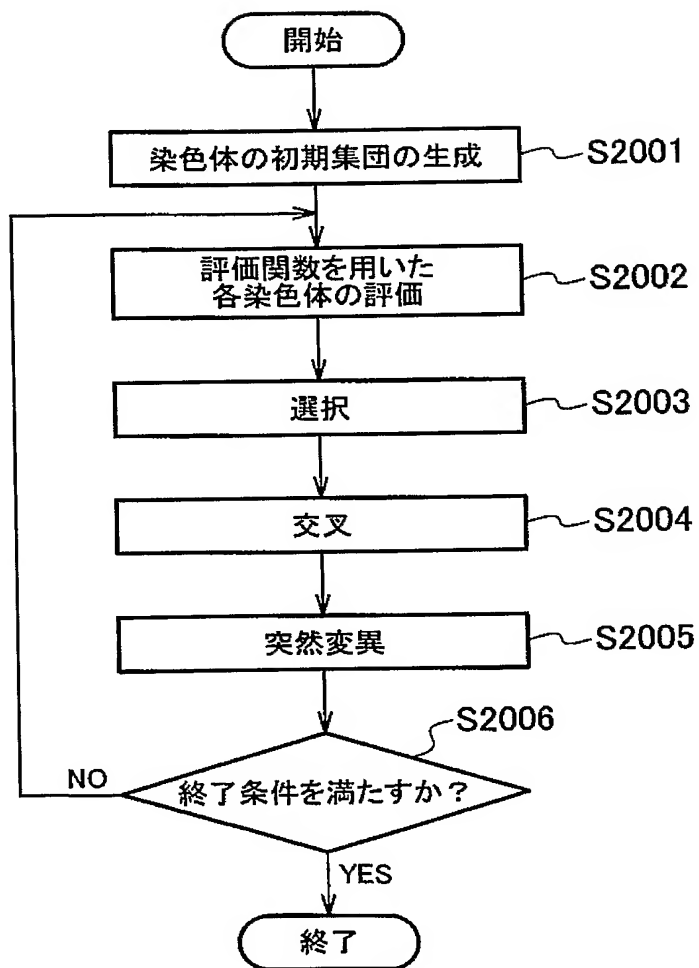 開始
染色体の初期集団の生成
S2001
評価関数を用いた
各染色体の評価
S2002
選択
S2003
交叉
S2004
突然変異
S2005
S2006
終了条件を満たすか?
NO
YES
終了